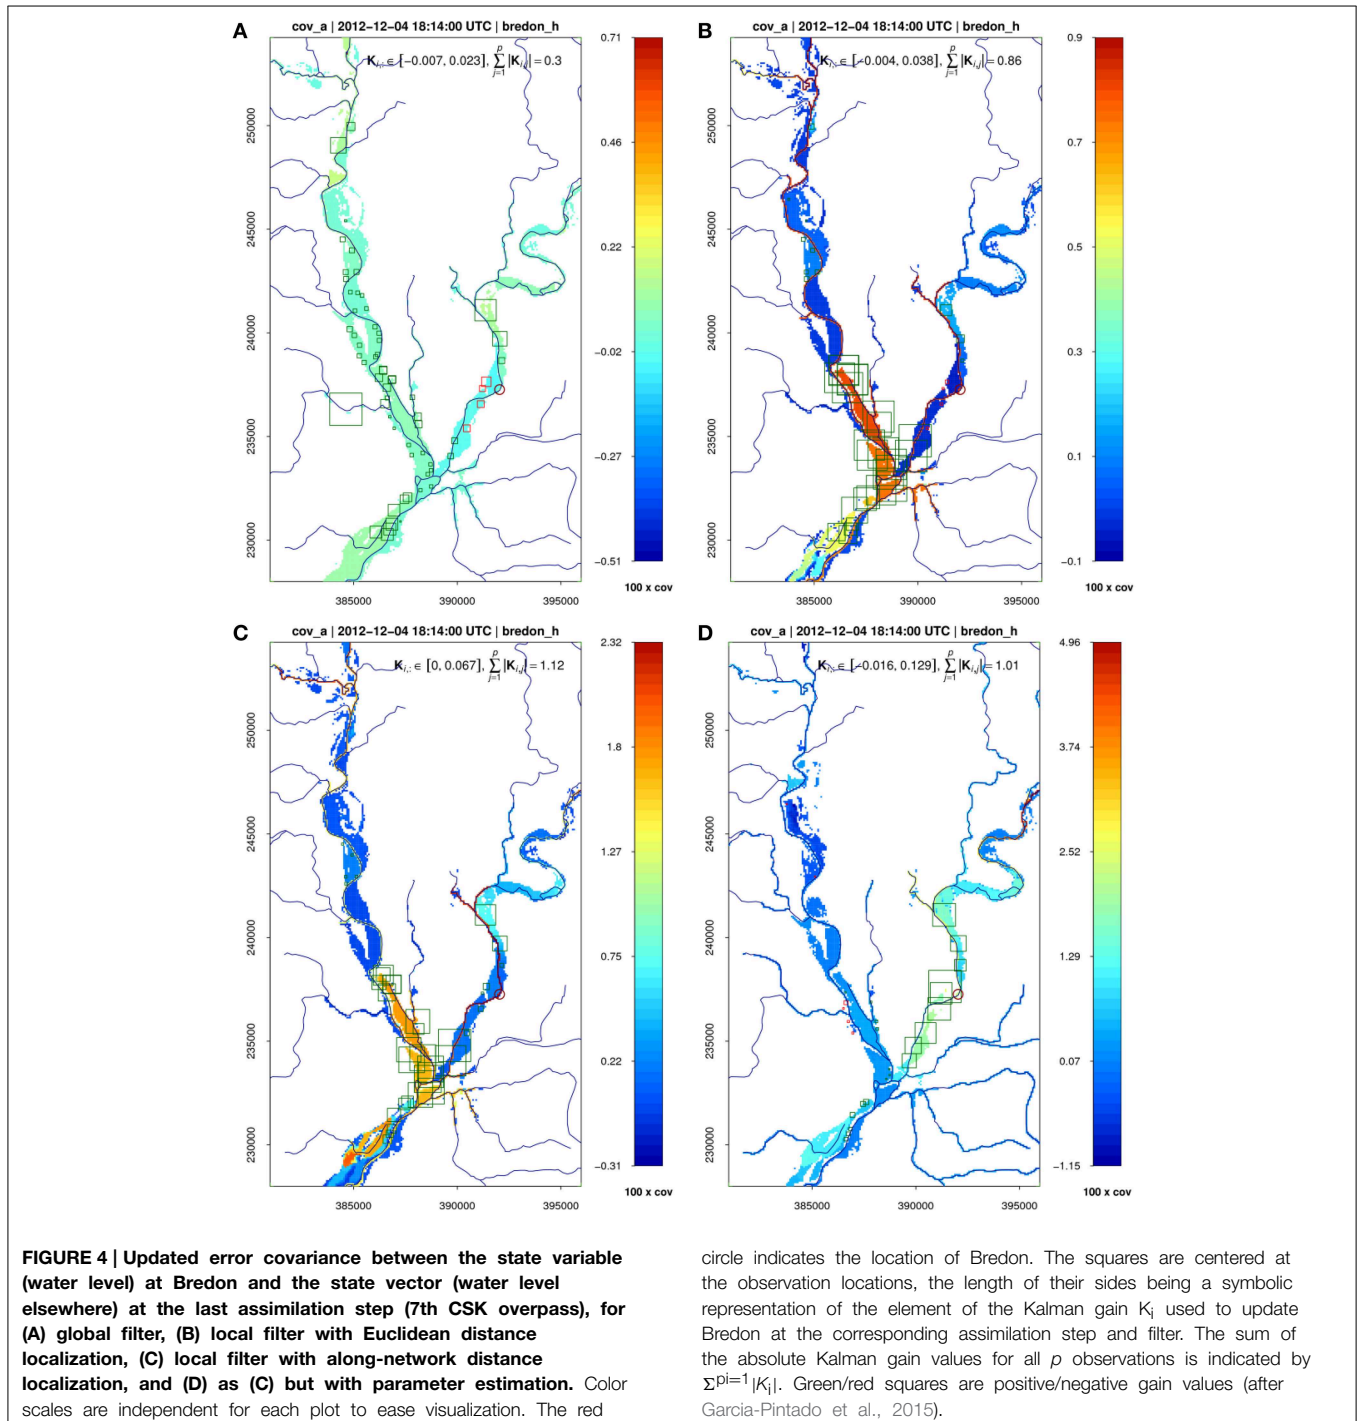 A
cov_a | 2012−12−04 18:14:00 UTC | bredon_h
K_{i,:} ∈ [−0.007, 0.023], ∑_{j=1}^{p} |K_{i,j}| = 0.3
250000
245000
240000
235000
230000
385000 390000 395000
0.71
0.46
0.22
−0.02
−0.27
−0.51
100 x cov
B
cov_a | 2012−12−04 18:14:00 UTC | bredon_h
K_{i,:} ∈ [−0.004, 0.038], ∑_{j=1}^{p} |K_{i,j}| = 0.86
250000
245000
240000
235000
230000
385000 390000 395000
0.9
0.7
0.5
0.3
0.1
−0.1
100 x cov
C
cov_a | 2012−12−04 18:14:00 UTC | bredon_h
K_{i,:} ∈ [0, 0.067], ∑_{j=1}^{p} |K_{i,j}| = 1.12
250000
245000
240000
235000
230000
385000 390000 395000
2.32
1.8
1.27
0.75
0.22
−0.31
100 x cov
D
cov_a | 2012−12−04 18:14:00 UTC | bredon_h
K_{i,:} ∈ [−0.016, 0.129], ∑_{j=1}^{p} |K_{i,j}| = 1.01
250000
245000
240000
235000
230000
385000 390000 395000
4.96
3.74
2.52
1.29
0.07
−1.15
100 x cov
FIGURE 4 | Updated error covariance between the state variable
(water level) at Bredon and the state vector (water level
elsewhere) at the last assimilation step (7th CSK overpass), for
(A) global filter, (B) local filter with Euclidean distance
localization, (C) local filter with along-network distance
localization, and (D) as (C) but with parameter estimation. Color
scales are independent for each plot to ease visualization. The red
circle indicates the location of Bredon. The squares are centered at
the observation locations, the length of their sides being a symbolic
representation of the element of the Kalman gain K_i used to update
Bredon at the corresponding assimilation step and filter. The sum of
the absolute Kalman gain values for all p observations is indicated by
Σ^{pi=1}|K_i|. Green/red squares are positive/negative gain values (after
Garcia-Pintado et al., 2015).